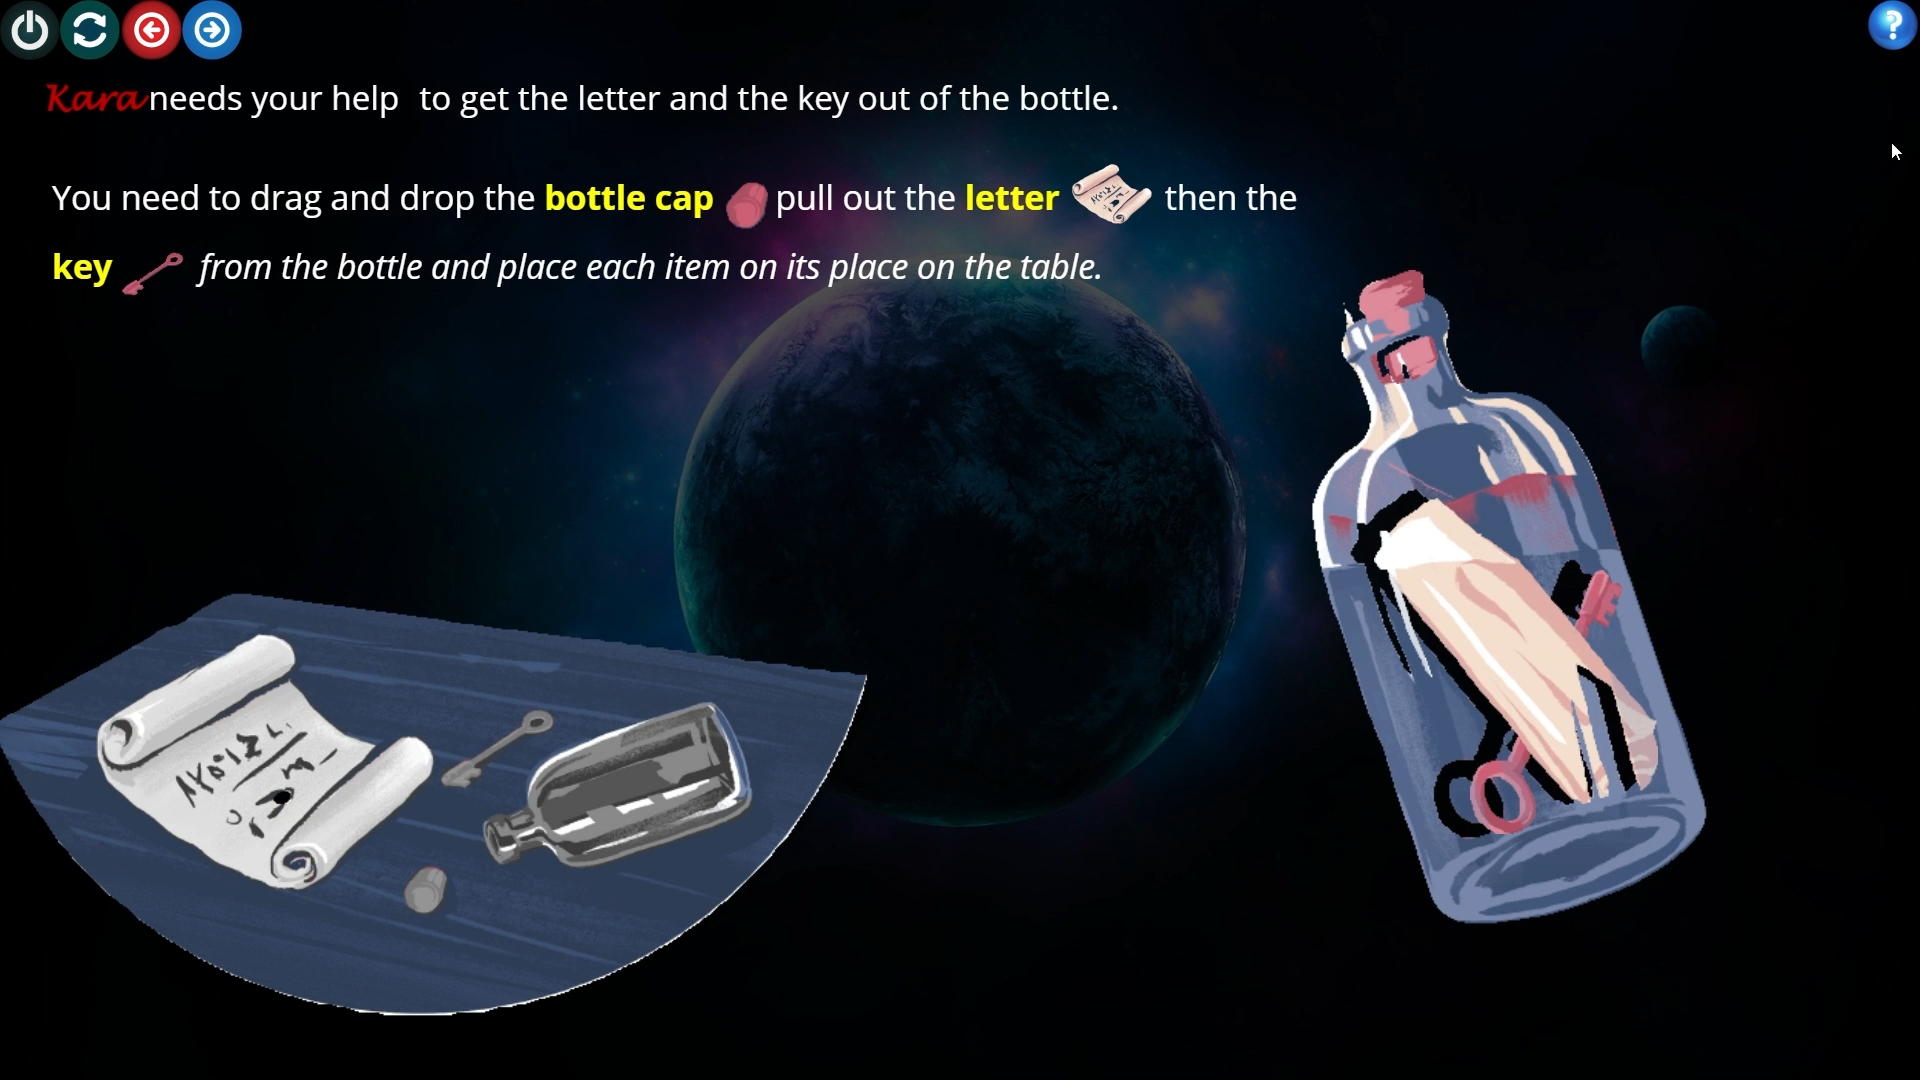 Kara needs your help to get the letter and the key out of the bottle.
You need to drag and drop the bottle cap pull out the letter then the
key from the bottle and place each item on its place on the table.